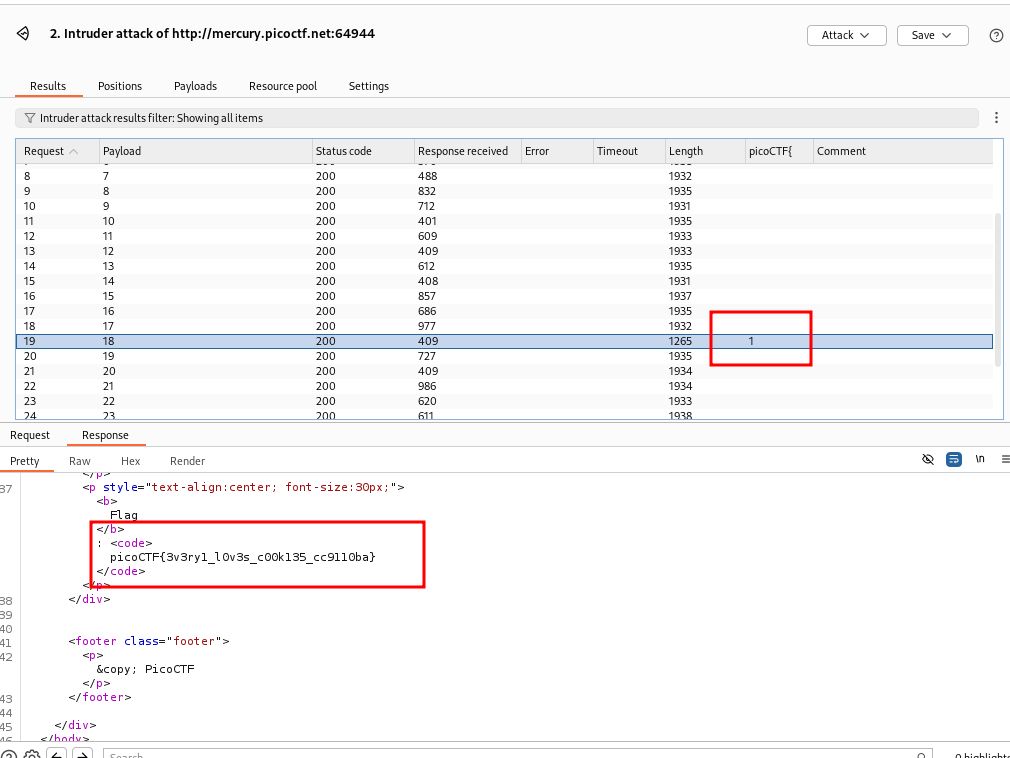 2. Intruder attack of http://mercury.picoctf.net:64944
Attack
Save
Results Positions Payloads Resource pool Settings
Intruder attack results filter: Showing all items
Request Payload Status code Response received Error Timeout Length picoCTF{ Comment
8 7 200 488 1932
9 8 200 832 1935
10 9 200 712 1931
11 10 200 401 1935
12 11 200 609 1933
13 12 200 409 1933
14 13 200 612 1935
15 14 200 408 1931
16 15 200 857 1937
17 16 200 686 1935
18 17 200 977 1932
19 18 200 409 1265 1
20 19 200 727 1935
21 20 200 409 1934
22 21 200 986 1934
23 22 200 620 1933
24 23 200 611 1938
Request Response
Pretty Raw Hex Render
\n
</p>
37 <p style="text-align:center; font-size:30px;">
<b>
Flag
</b>
: <code>
picoCTF{3v3ry1_l0v3s_c00k135_cc9110ba}
</code>
</p>
38 </div>
39
40
41 <footer class="footer">
42 <p>
&copy; PicoCTF
</p>
43 </footer>
44
45 </div>
46 </body>
Search
0 highlights